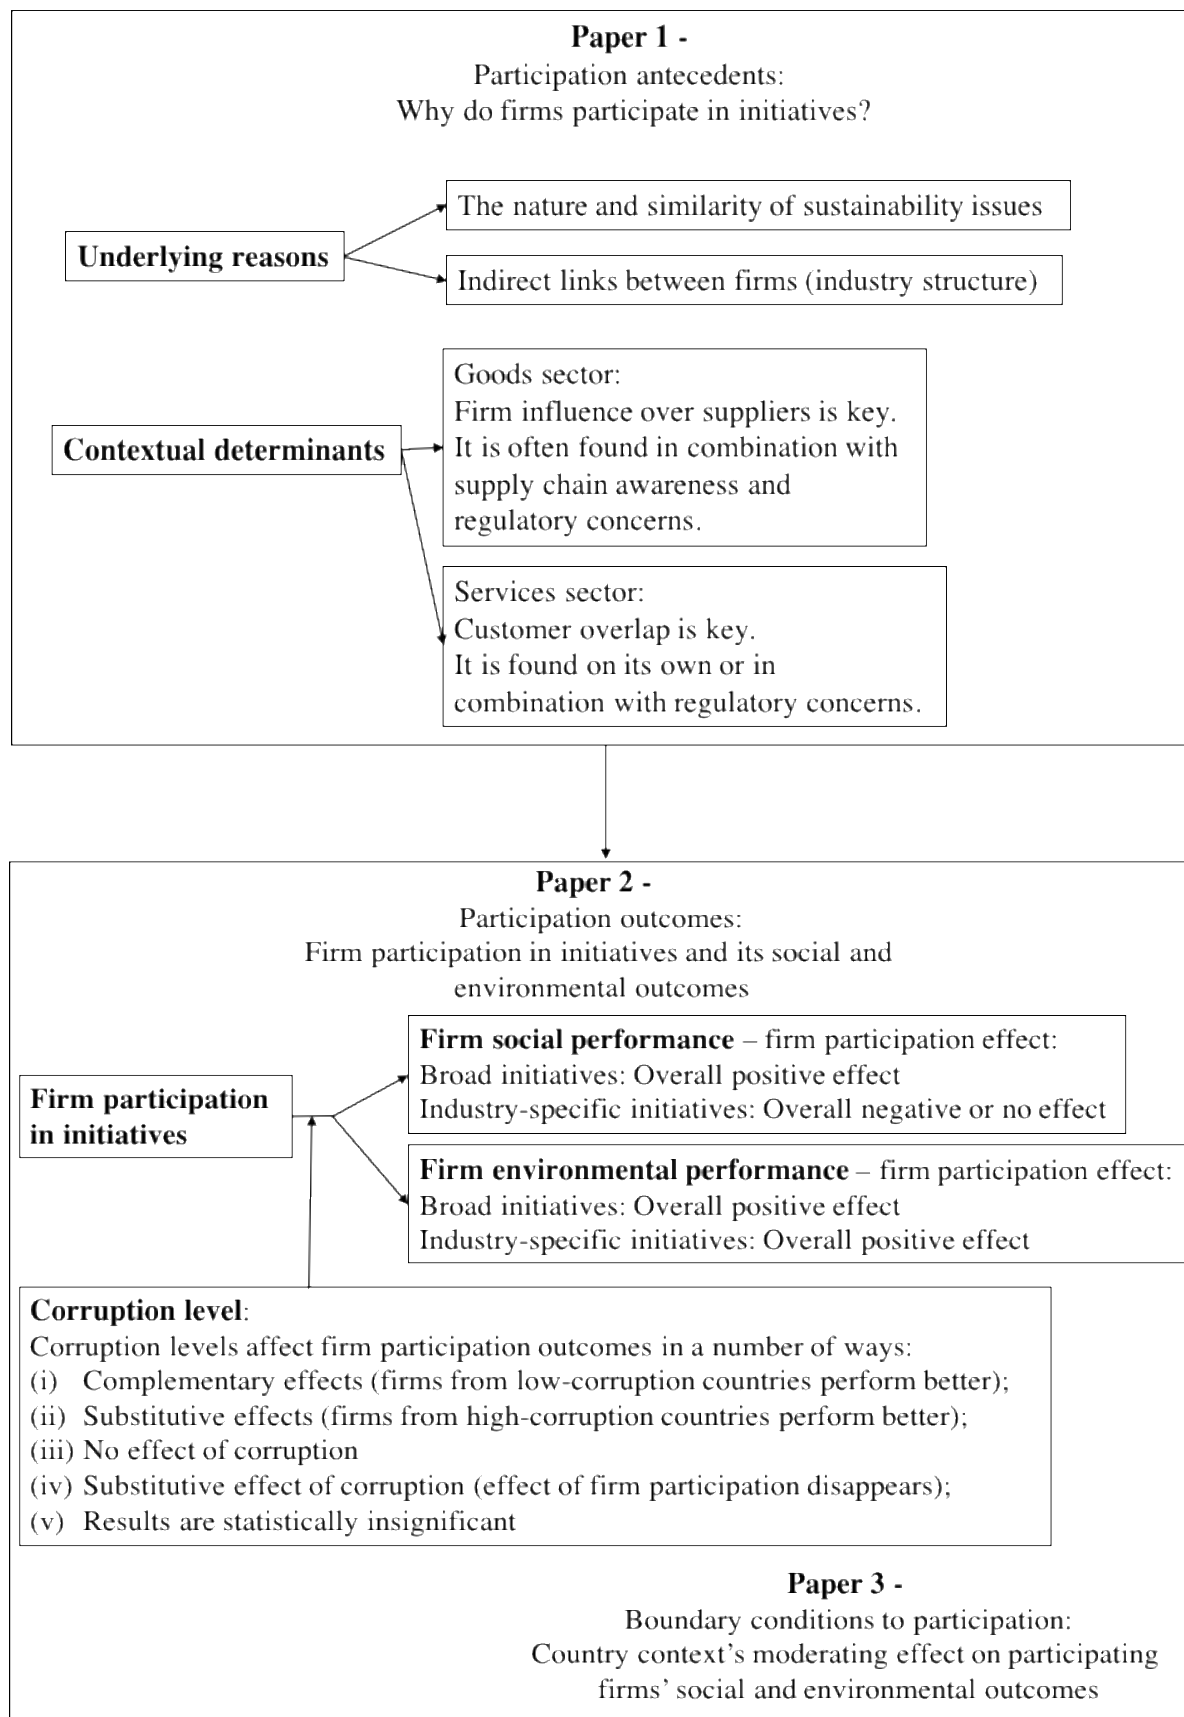 Paper 1 -
Participation antecedents:
Why do firms participate in initiatives?
The nature and similarity of sustainability issues
Underlying reasons
Indirect links between firms (industry structure)
Goods sector:
Firm influence over suppliers is key.
It is often found in combination with
supply chain awareness and
regulatory concerns.
Contextual determinants
Services sector:
Customer overlap is key.
It is found on its own or in
combination with regulatory concerns.
Paper 2 -
Participation outcomes:
Firm participation in initiatives and its social and
environmental outcomes
Firm social performance – firm participation effect:
Broad initiatives: Overall positive effect
Industry-specific initiatives: Overall negative or no effect
Firm participation
in initiatives
Firm environmental performance – firm participation effect:
Broad initiatives: Overall positive effect
Industry-specific initiatives: Overall positive effect
Corruption level:
Corruption levels affect firm participation outcomes in a number of ways:
(i) Complementary effects (firms from low-corruption countries perform better);
(ii) Substitutive effects (firms from high-corruption countries perform better);
(iii) No effect of corruption
(iv) Substitutive effect of corruption (effect of firm participation disappears);
(v) Results are statistically insignificant
Paper 3 -
Boundary conditions to participation:
Country context's moderating effect on participating
firms' social and environmental outcomes